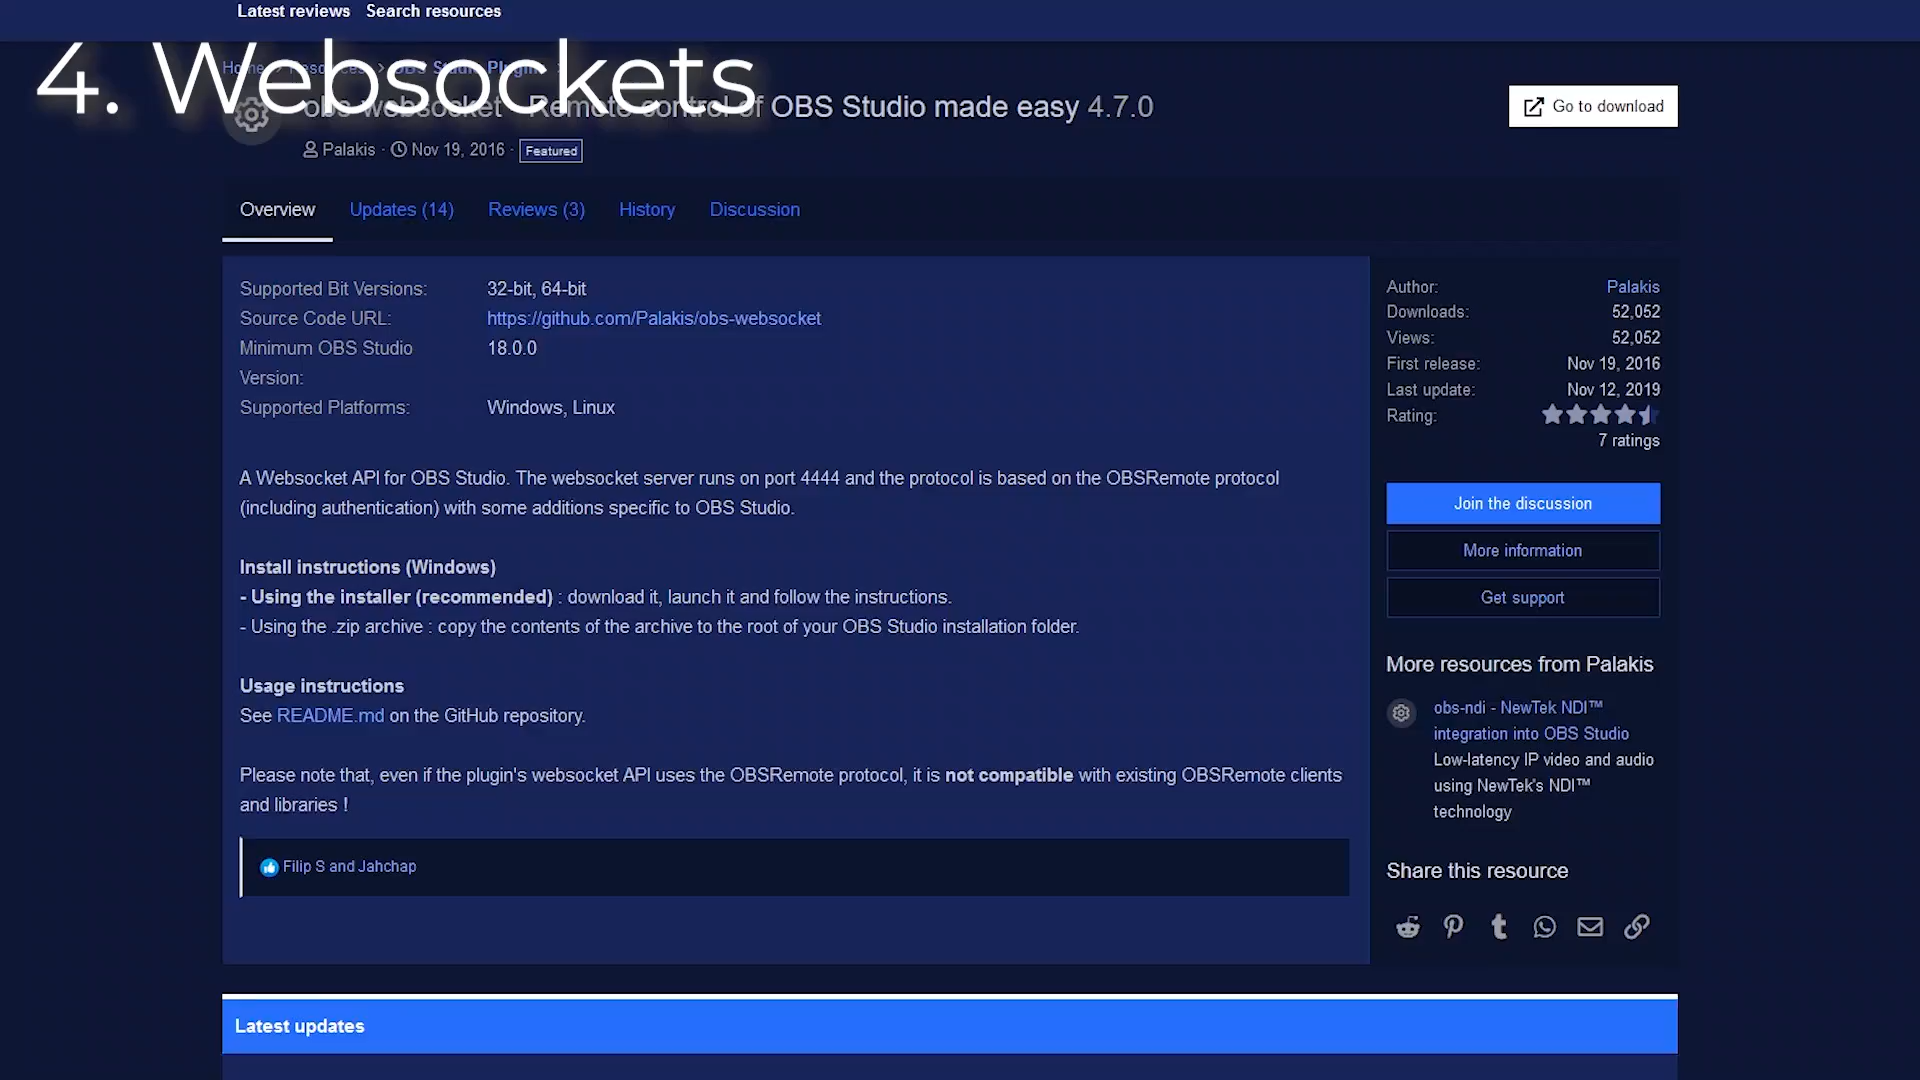 Latest reviews Search resources
4. Websockets
Home > Resources > OBS Studio Plugins >
obs-websocket - Remote control of OBS Studio made easy 4.7.0
Go to download
Palakis · Nov 19, 2016 · Featured
Overview Updates (14) Reviews (3) History Discussion
Supported Bit Versions: 32-bit, 64-bit
Source Code URL: https://github.com/Palakis/obs-websocket
Minimum OBS Studio 18.0.0
Version:
Supported Platforms: Windows, Linux
A Websocket API for OBS Studio. The websocket server runs on port 4444 and the protocol is based on the OBSRemote protocol
(including authentication) with some additions specific to OBS Studio.
Install instructions (Windows)
- Using the installer (recommended) : download it, launch it and follow the instructions.
- Using the .zip archive : copy the contents of the archive to the root of your OBS Studio installation folder.
Usage instructions
See README.md on the GitHub repository.
Please note that, even if the plugin's websocket API uses the OBSRemote protocol, it is not compatible with existing OBSRemote clients
and libraries !
Filip S and Jahchap
Author: Palakis
Downloads: 52,052
Views: 52,052
First release: Nov 19, 2016
Last update: Nov 12, 2019
Rating:
7 ratings
Join the discussion
More information
Get support
More resources from Palakis
obs-ndi - NewTek NDI™
integration into OBS Studio
Low-latency IP video and audio
using NewTek's NDI™
technology
Share this resource
Latest updates